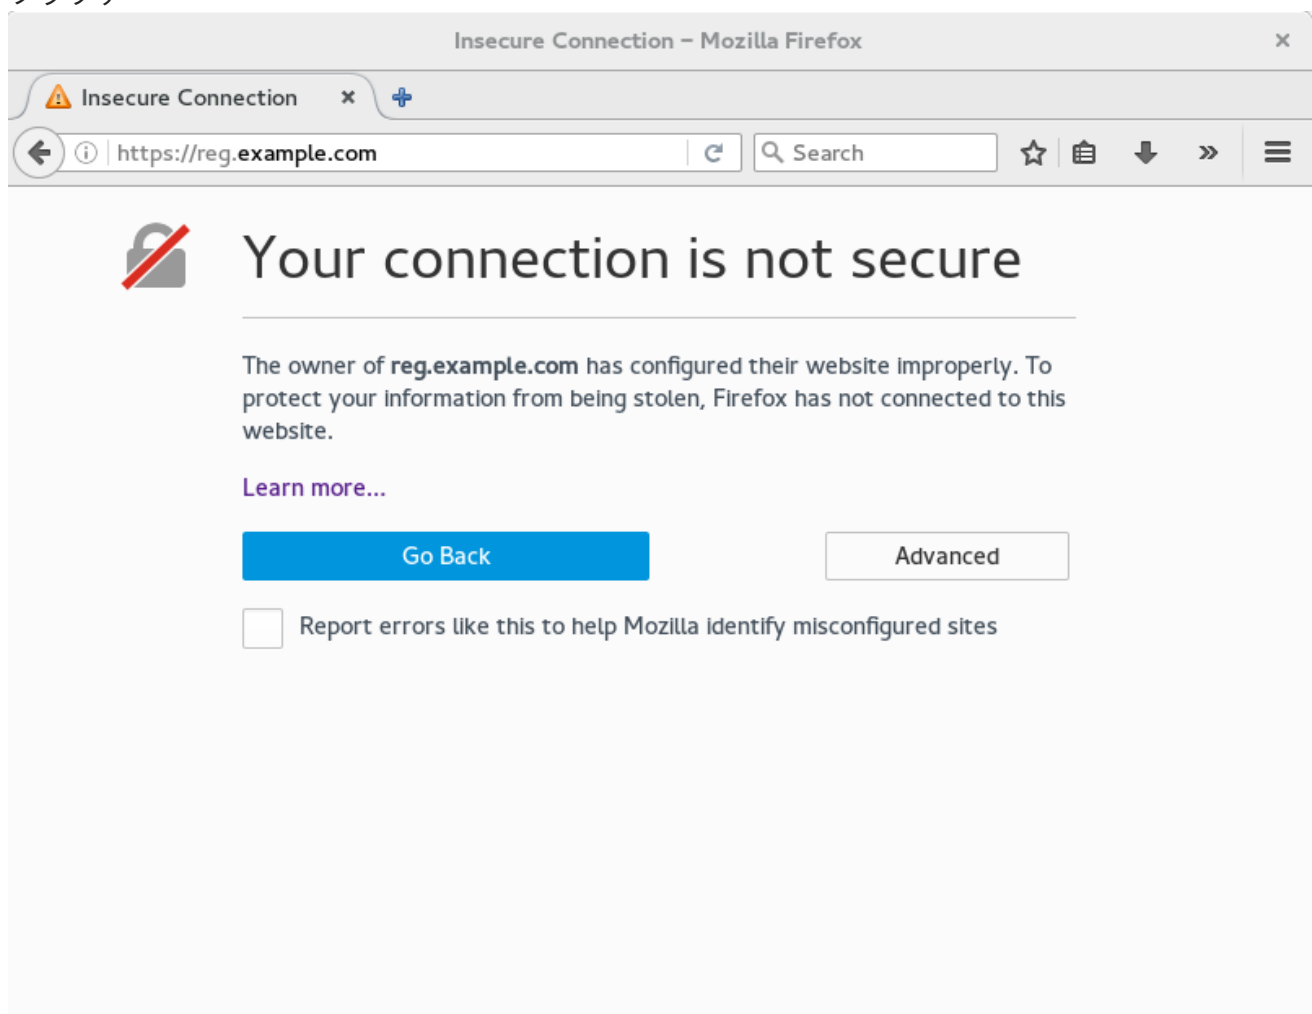 Insecure Connection – Mozilla Firefox
Insecure Connection
https://reg.example.com
Search
Your connection is not secure
The owner of reg.example.com has configured their website improperly. To
protect your information from being stolen, Firefox has not connected to this
website.
Learn more...
Go Back
Advanced
Report errors like this to help Mozilla identify misconfigured sites